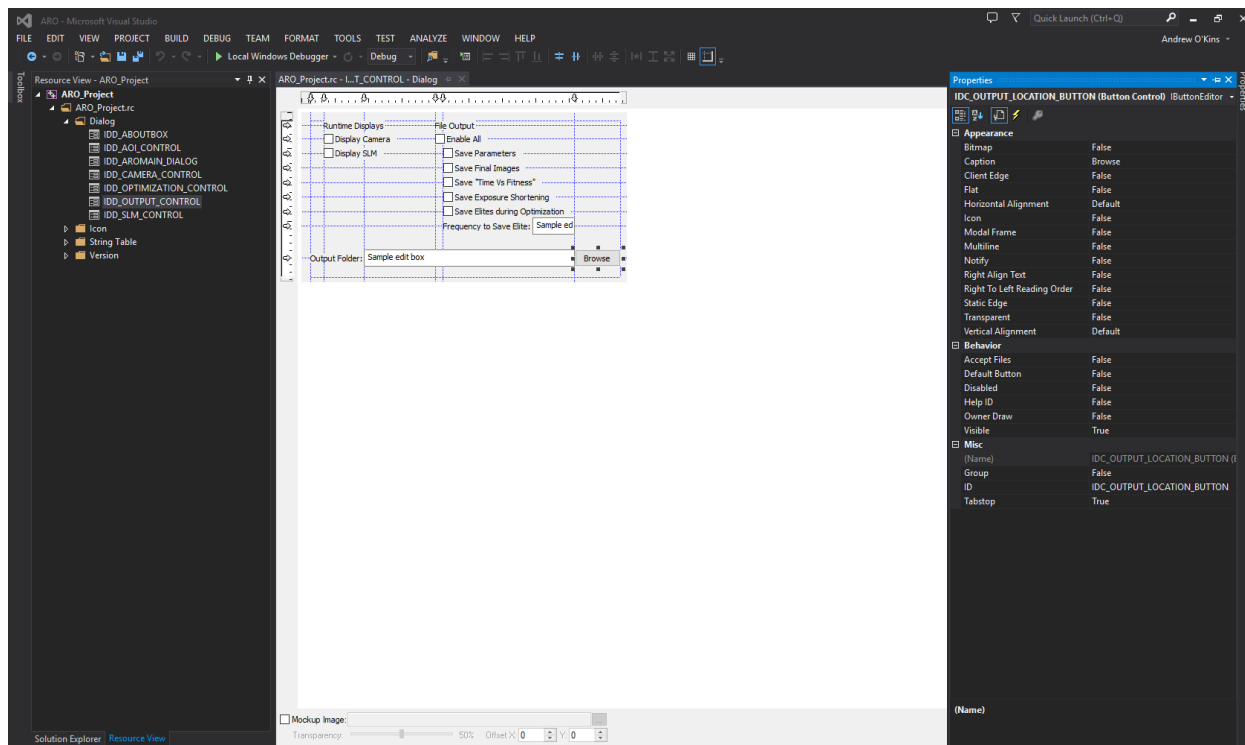 ARO - Microsoft Visual Studio
Quick Launch (Ctrl+Q)
FILE EDIT VIEW PROJECT BUILD DEBUG TEAM FORMAT TOOLS TEST ANALYZE WINDOW HELP
Andrew O'Kins
Local Windows Debugger
Debug
Toolbox
Resource View - ARO_Project
ARO_Project
ARO_Project.rc
Dialog
IDD_ABOUTBOX
IDD_AOI_CONTROL
IDD_AROMAIN_DIALOG
IDD_CAMERA_CONTROL
IDD_OPTIMIZATION_CONTROL
IDD_OUTPUT_CONTROL
IDD_SLM_CONTROL
Icon
String Table
Version
Solution Explorer Resource View
ARO_Project.rc - I...T_CONTROL - Dialog
Runtime Displays File Output
Display Camera Enable All
Display SLM Save Parameters
Save Final Images
Save "Time Vs Fitness"
Save Exposure Shortening
Save Elites during Optimization
Frequency to Save Elite: Sample ed
Output Folder: Sample edit box Browse
Mockup Image: ...
Transparency: 50% Offset X: 0 Y: 0
Properties
Properties
IDC_OUTPUT_LOCATION_BUTTON (Button Control) IButtonEditor
Appearance
Bitmap False
Caption Browse
Client Edge False
Flat False
Horizontal Alignment Default
Icon False
Modal Frame False
Multiline False
Notify False
Right Align Text False
Right To Left Reading Order False
Static Edge False
Transparent False
Vertical Alignment Default
Behavior
Accept Files False
Default Button False
Disabled False
Help ID False
Owner Draw False
Visible True
Misc
(Name) IDC_OUTPUT_LOCATION_BUTTON (E
Group False
ID IDC_OUTPUT_LOCATION_BUTTON
Tabstop True
(Name)